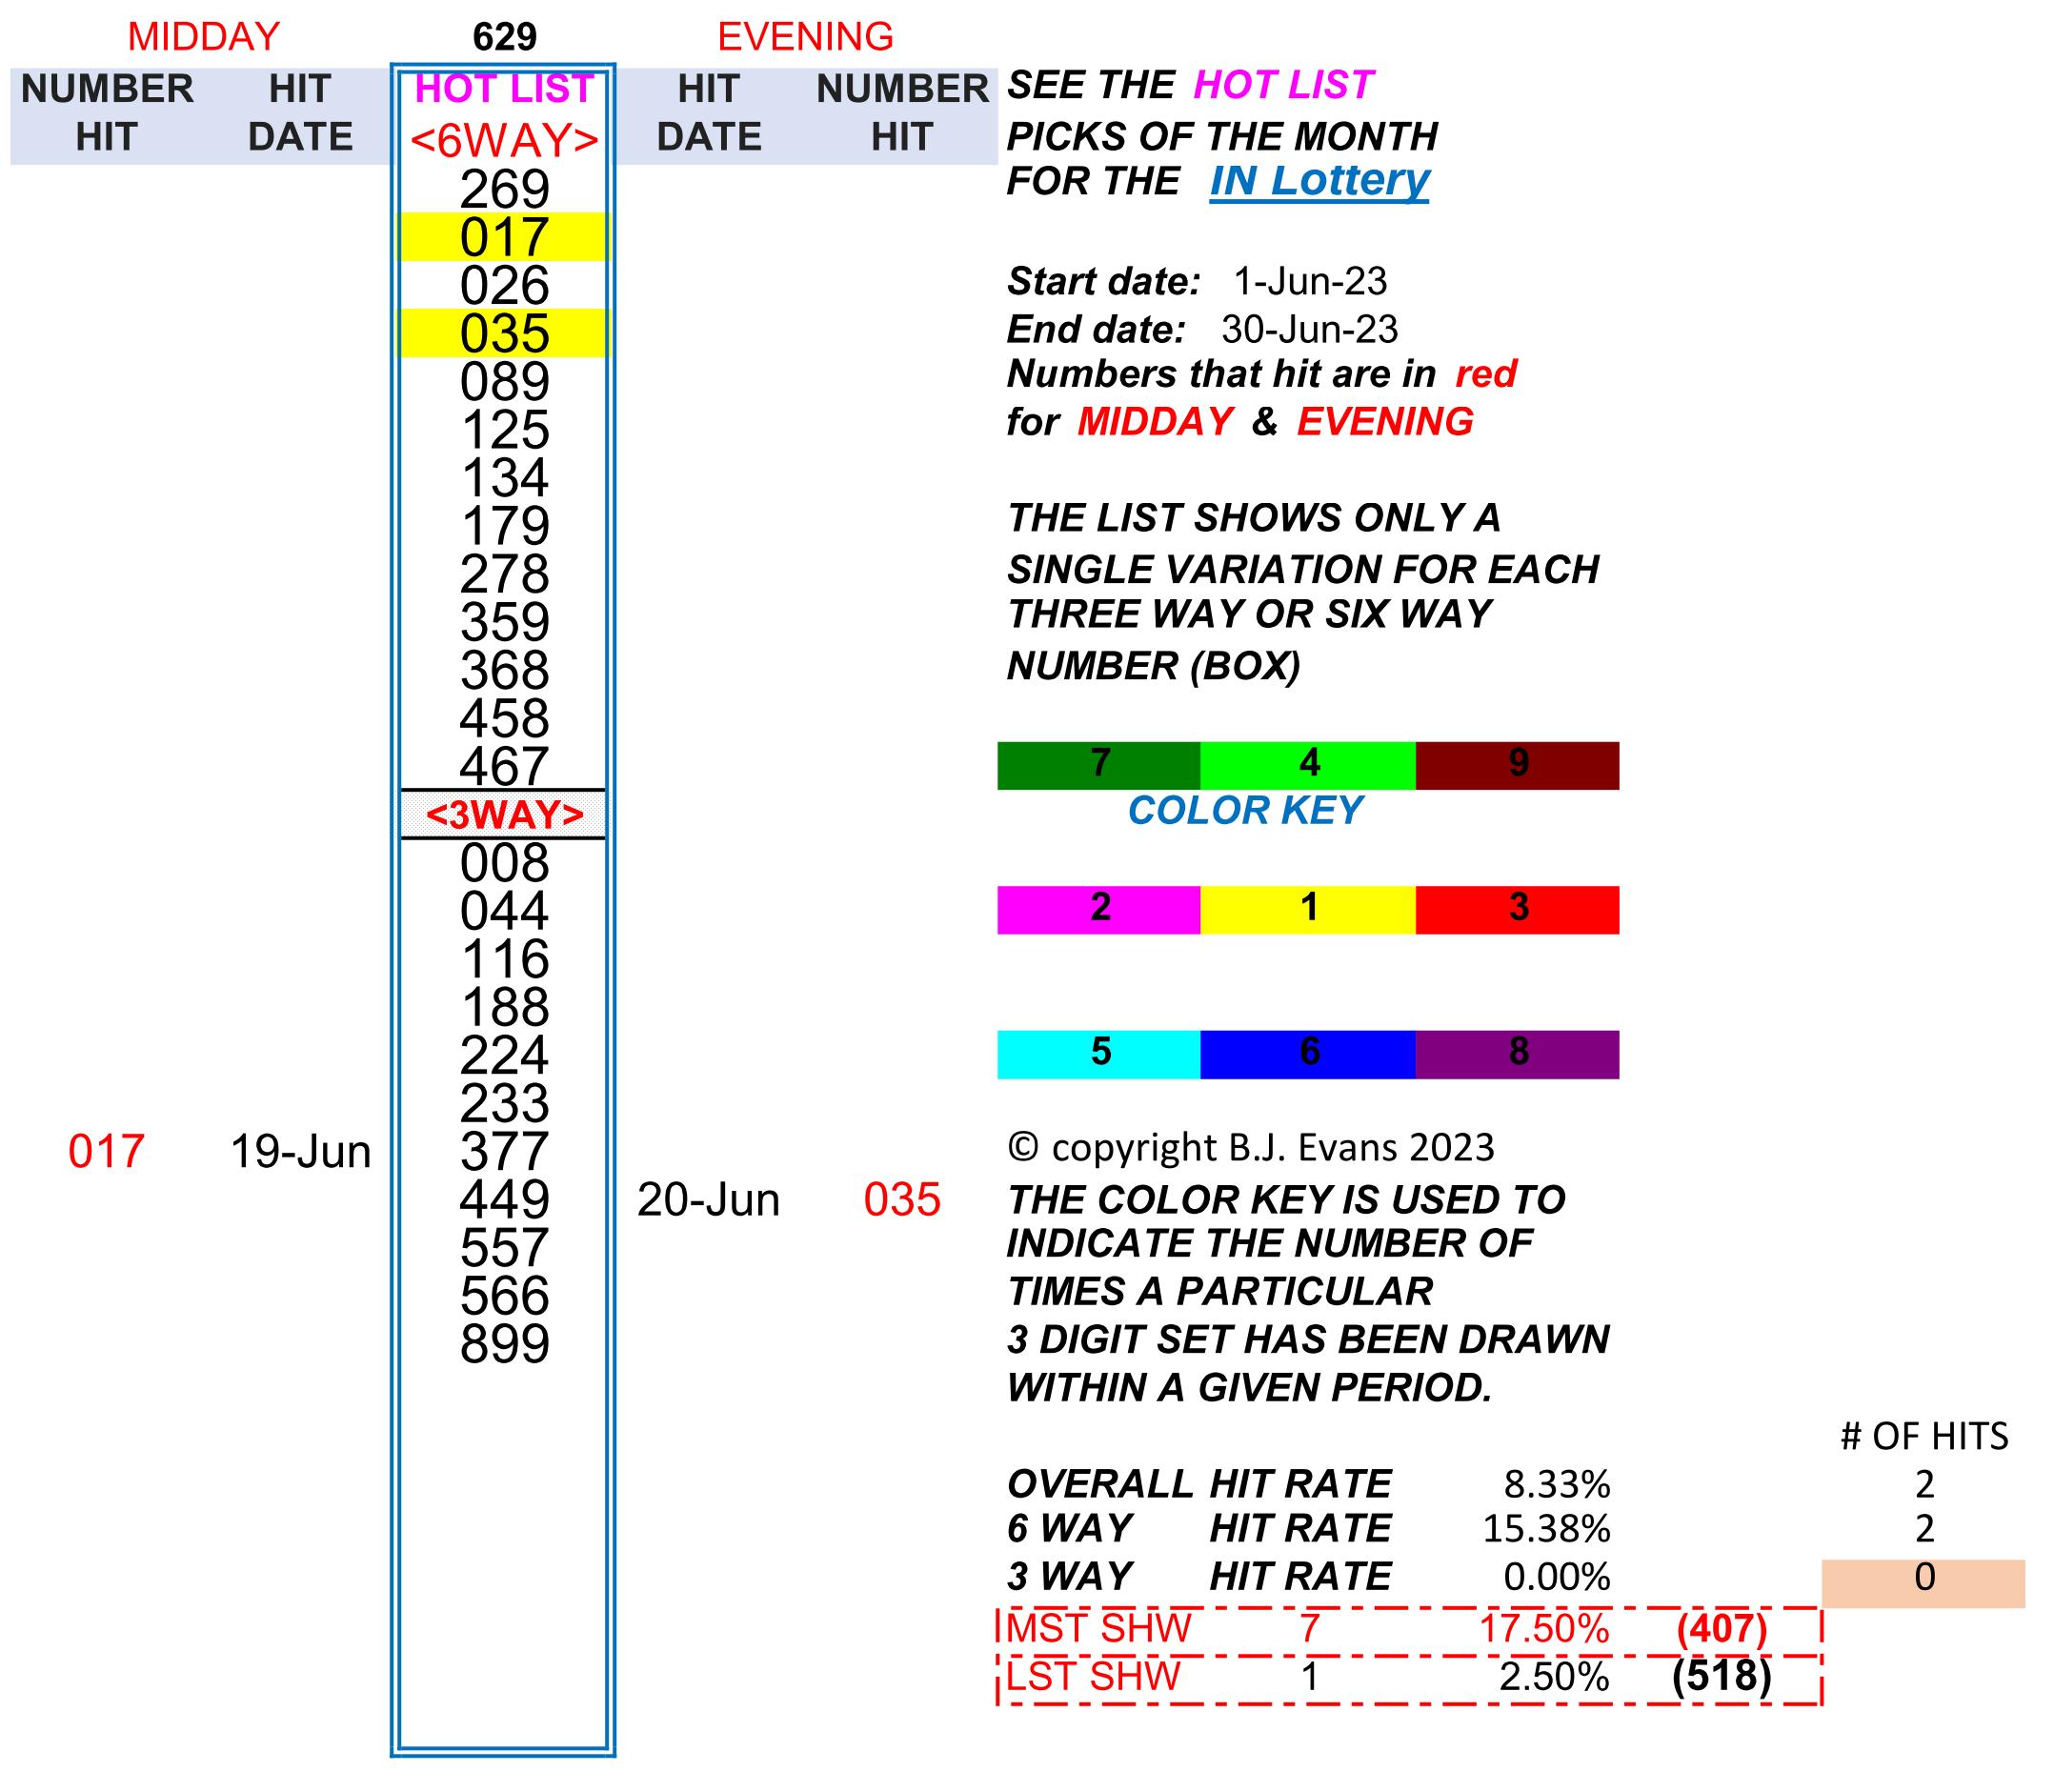 MIDDAY 629 EVENING
NUMBER HIT HOT LIST HIT NUMBER SEE THE HOT LIST
HIT DATE <6WAY> DATE HIT PICKS OF THE MONTH
269 FOR THE IN Lottery
017
026 Start date: 1-Jun-23
035 End date: 30-Jun-23
089 Numbers that hit are in red
125 for MIDDAY & EVENING
134
179 THE LIST SHOWS ONLY A
278 SINGLE VARIATION FOR EACH
359 THREE WAY OR SIX WAY
368 NUMBER (BOX)
458
467 7 4 9
<3WAY> COLOR KEY
008
044 2 1 3
116
188
224 5 6 8
233
017 19-Jun 377 © copyright B.J. Evans 2023
449 20-Jun 035 THE COLOR KEY IS USED TO
557 INDICATE THE NUMBER OF
566 TIMES A PARTICULAR
899 3 DIGIT SET HAS BEEN DRAWN
WITHIN A GIVEN PERIOD.
# OF HITS
OVERALL HIT RATE 8.33% 2
6 WAY HIT RATE 15.38% 2
3 WAY HIT RATE 0.00% 0
MST SHW 7 17.50% (407)
LST SHW 1 2.50% (518)